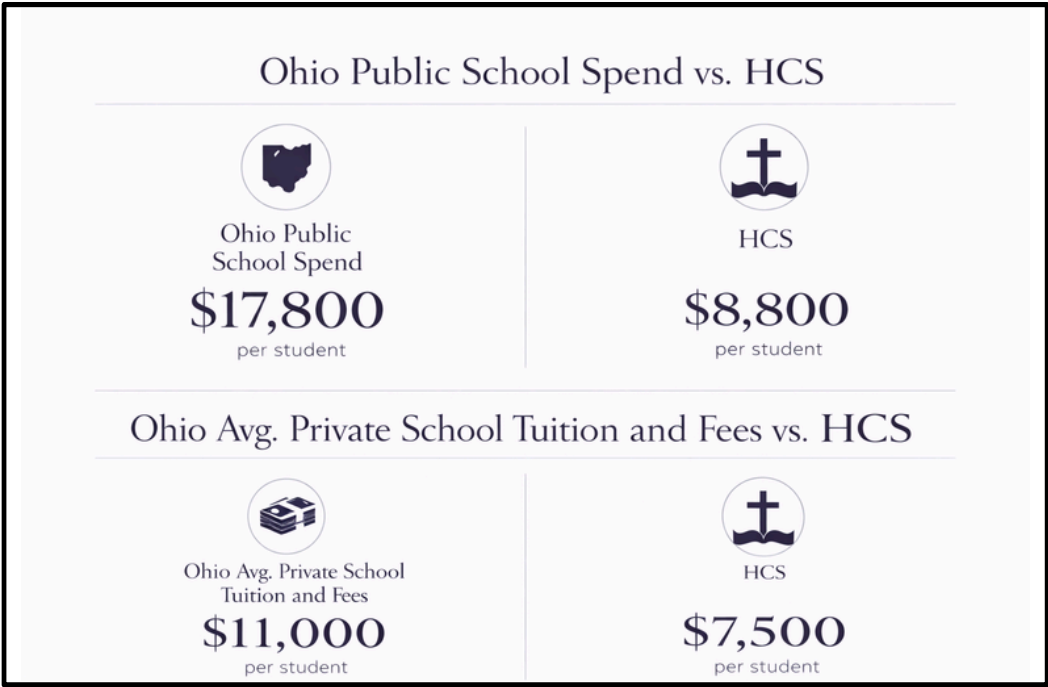 Ohio Public School Spend vs. HCS
Ohio Public
School Spend
$17,800
per student
HCS
$8,800
per student
Ohio Avg. Private School Tuition and Fees vs. HCS
Ohio Avg. Private School
Tuition and Fees
$11,000
per student
HCS
$7,500
per student